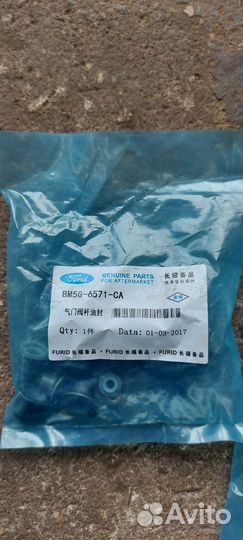 Furid
GENUINE PARTS
FOR AFTERMARKET
长福备品
BM5G-6571-CA
气门阀杆油封
Qty: 1件
Data: 01-03-2017
FURID 长福备品 · FURID 长福备品 · FURID 长福备品
Avito